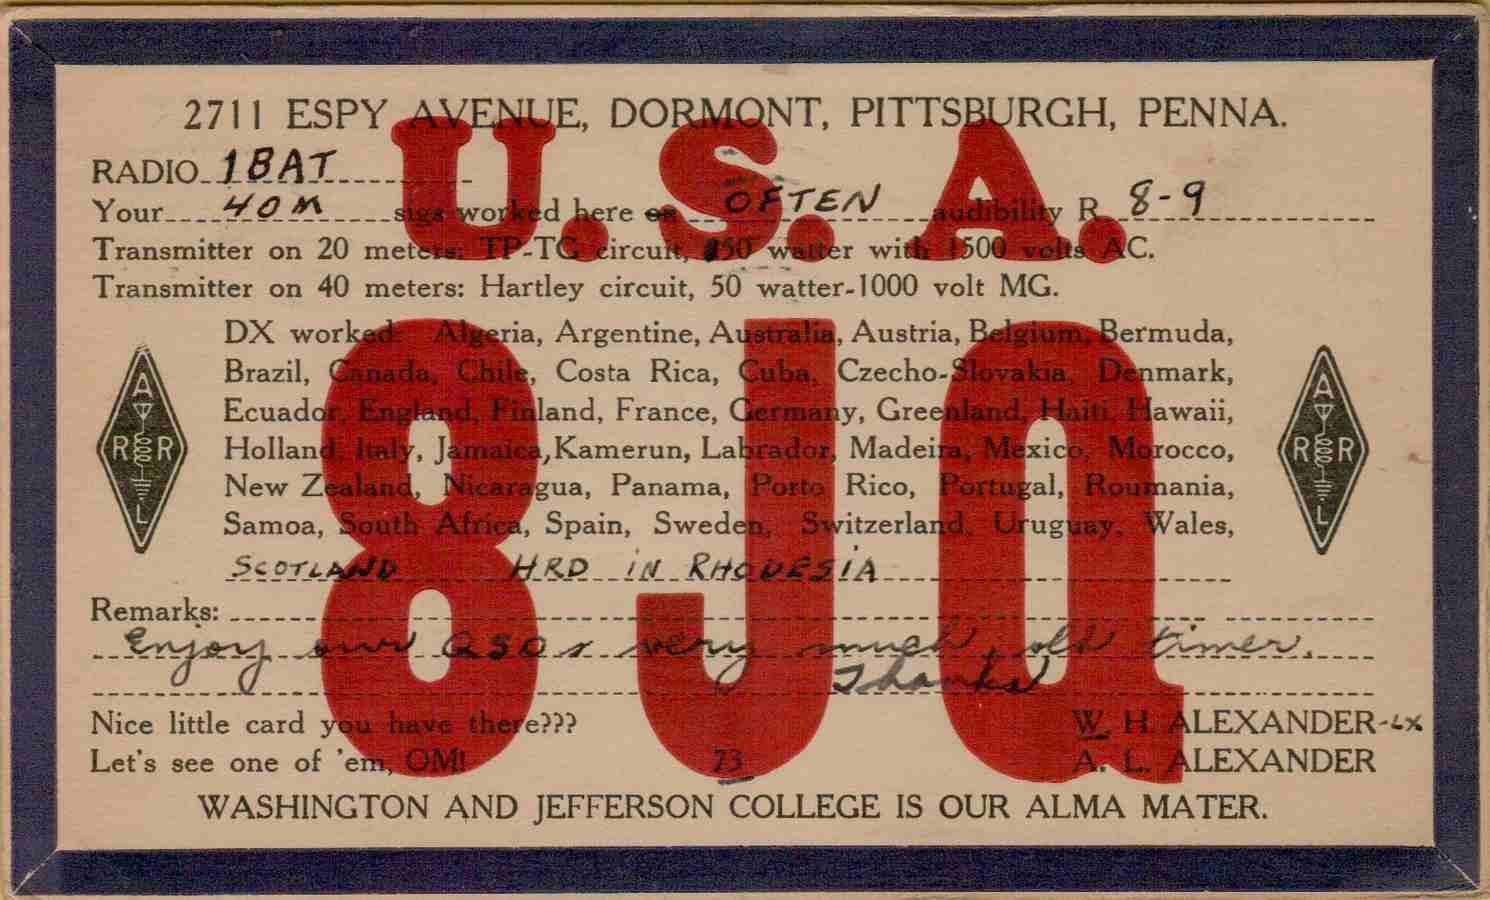 2711 ESPY AVENUE, DORMONT, PITTSBURGH, PENNA.
U.S.A.
RADIO 1BAT
Your 40M sigs worked here on OFTEN audibility R 8-9
Transmitter on 20 meters: TP-TG circuit, 150 watter with 1500 volts AC.
Transmitter on 40 meters: Hartley circuit, 50 watter-1000 volt MG.
8JQ
DX worked: Algeria, Argentine, Australia, Austria, Belgium, Bermuda,
Brazil, Canada, Chile, Costa Rica, Cuba, Czecho-Slovakia, Denmark,
Ecuador, England, Finland, France, Germany, Greenland, Haiti, Hawaii,
Holland, Italy, Jamaica, Kamerun, Labrador, Madeira, Mexico, Morocco,
New Zealand, Nicaragua, Panama, Porto Rico, Portugal, Roumania,
Samoa, South Africa, Spain, Sweden, Switzerland, Uruguay, Wales,
SCOTLAND HRD in RHODESIA
ARRL
ARRL
Remarks:
Enjoy our QSOs very much, old timer.
Thanks
Nice little card you have there??? W. H. ALEXANDER-LX
Let's see one of 'em, OM! 73 A. L. ALEXANDER
WASHINGTON AND JEFFERSON COLLEGE IS OUR ALMA MATER.